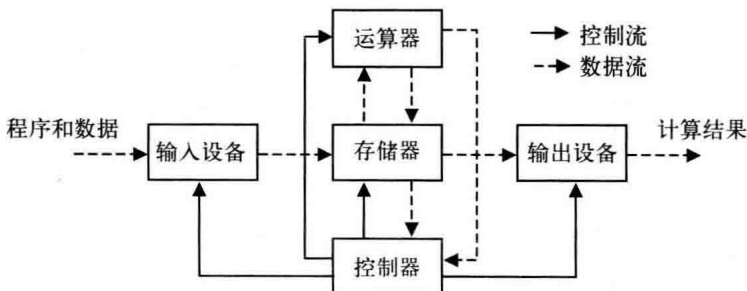 运算器
控制流
数据流
程序和数据
计算结果
输入设备
存储器
输出设备
控制器